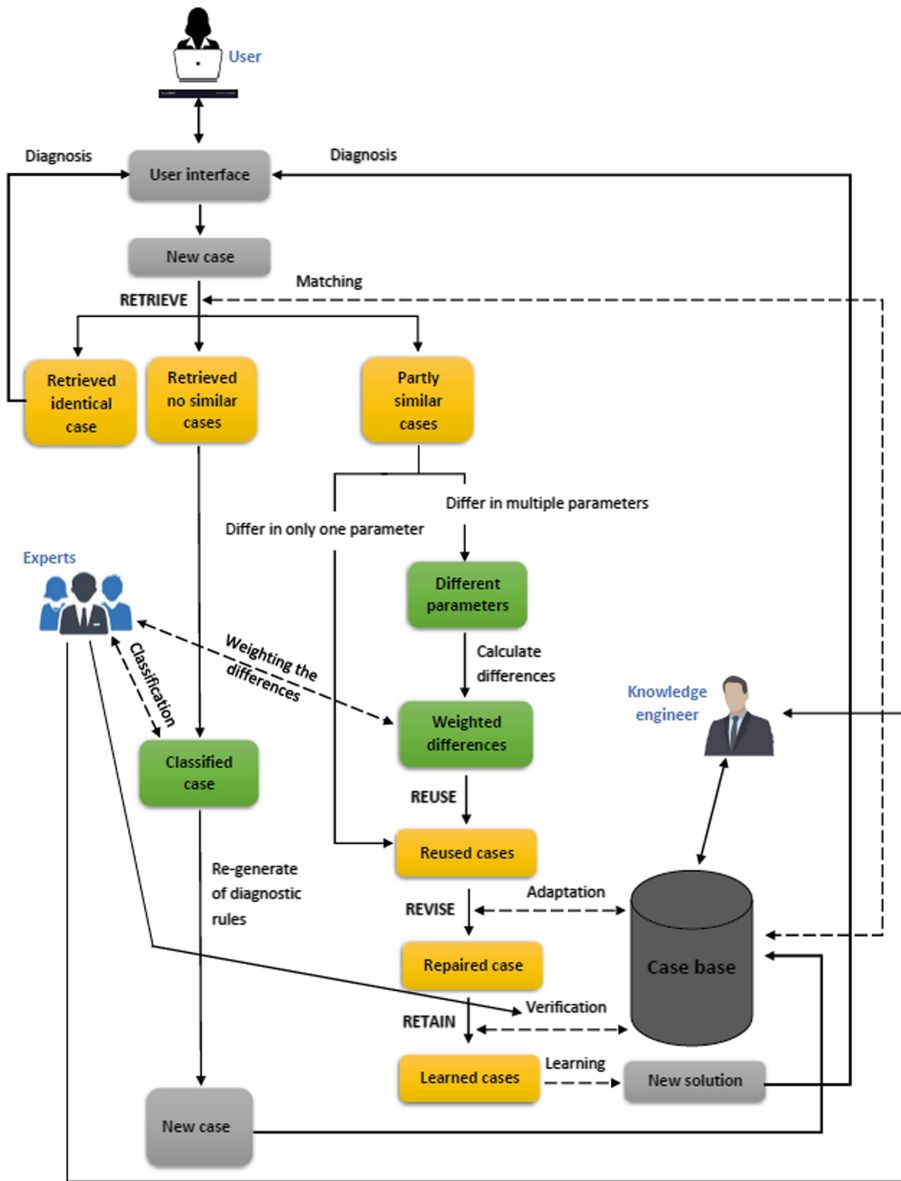 User
Diagnosis
Diagnosis
User interface
New case
Matching
RETRIEVE
Retrieved
identical
case
Retrieved
no similar
cases
Partly
similar
cases
Differ in multiple parameters
Differ in only one parameter
Experts
Different
parameters
Classification
Weighting the
differences
Calculate
differences
Knowledge
engineer
Weighted
differences
Classified
case
REUSE
Reused cases
Re-generate
of diagnostic
rules
Adaptation
REVISE
Repaired case
Case base
Verification
RETAIN
Learning
Learned cases
New solution
New case